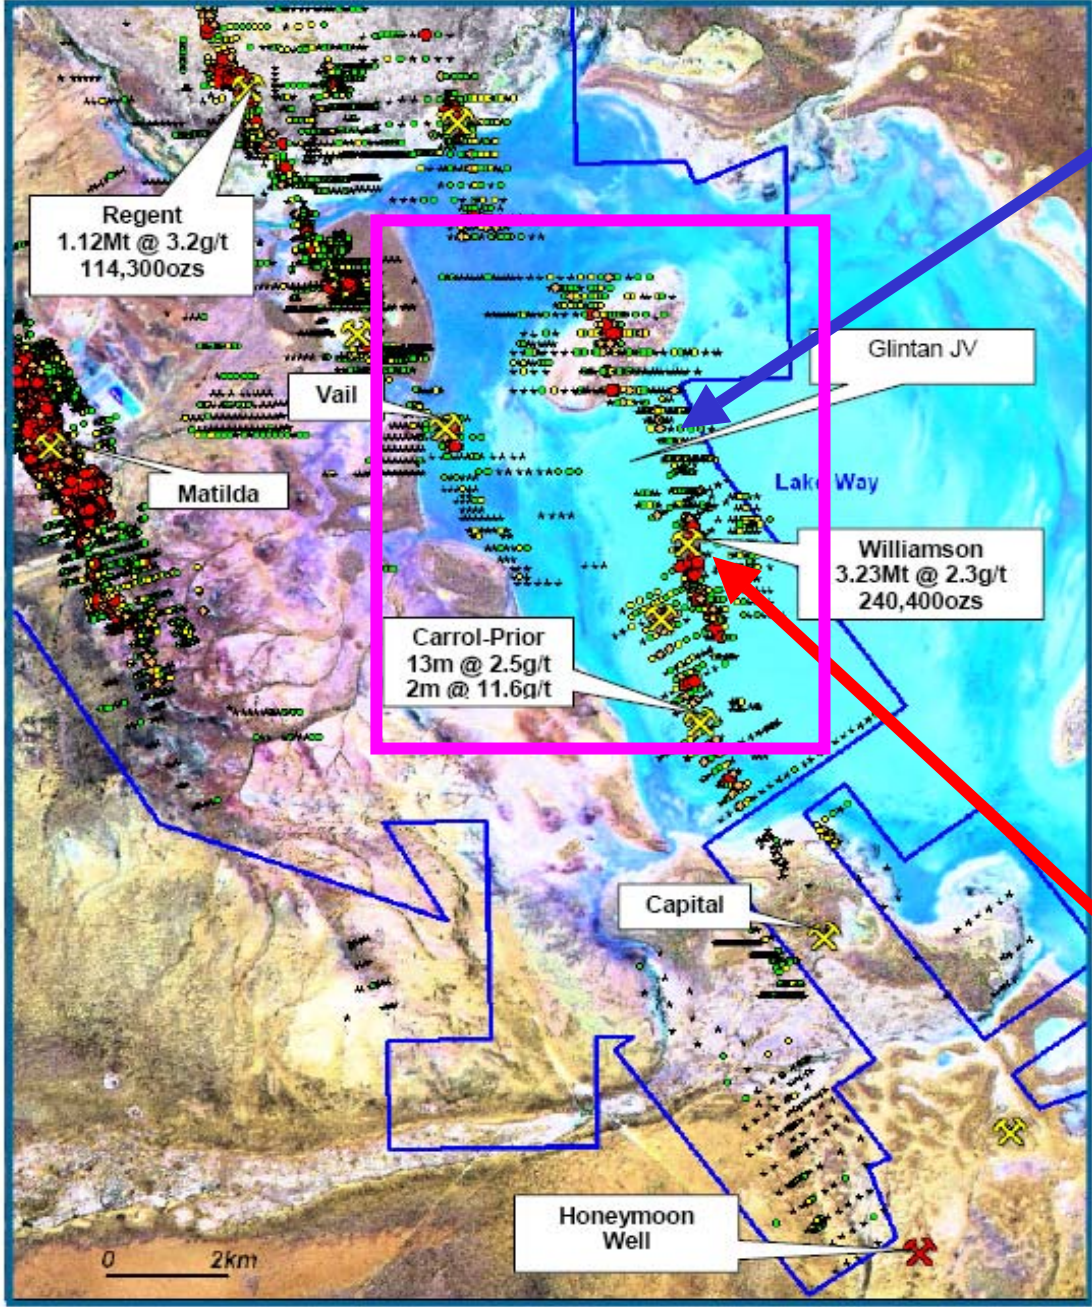 Regent
1.12Mt @ 3.2g/t
114,300ozs
Glintan JV
Vail
Matilda
Lake Way
Williamson
3.23Mt @ 2.3g/t
240,400ozs
Carrol-Prior
13m @ 2.5g/t
2m @ 11.6g/t
Capital
Honeymoon
Well
0 2km